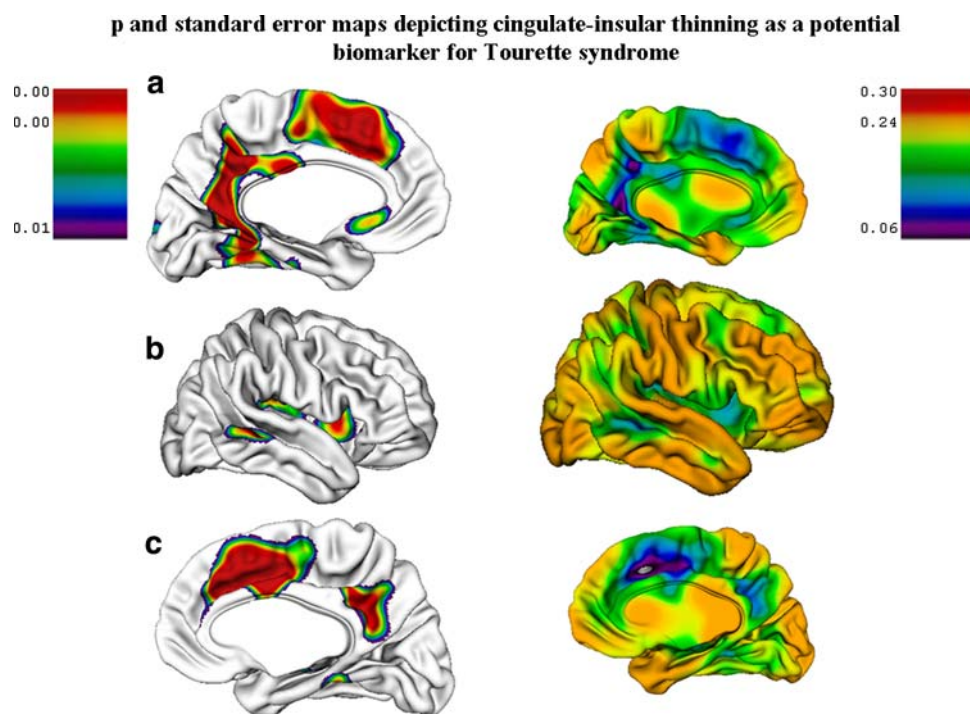 p and standard error maps depicting cingulate-insular thinning as a potential
biomarker for Tourette syndrome
a
0.00
0.00
0.01
0.30
0.24
0.06
b
c